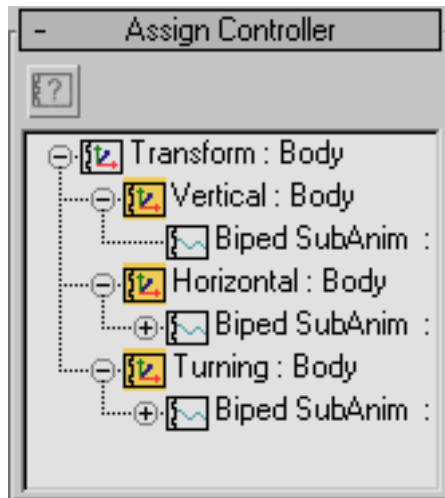 - Assign Controller
?
Transform : Body
Vertical : Body
Biped SubAnim :
Horizontal : Body
Biped SubAnim :
Turning : Body
Biped SubAnim :